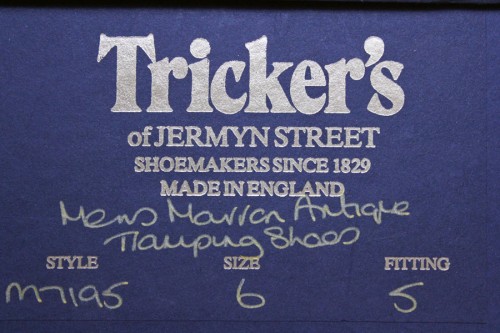 Tricker's
of JERMYN STREET
SHOEMAKERS SINCE 1829
MADE IN ENGLAND
Mens Marron Antique
Tramping Shoes
STYLE SIZE FITTING
M7195 6 5